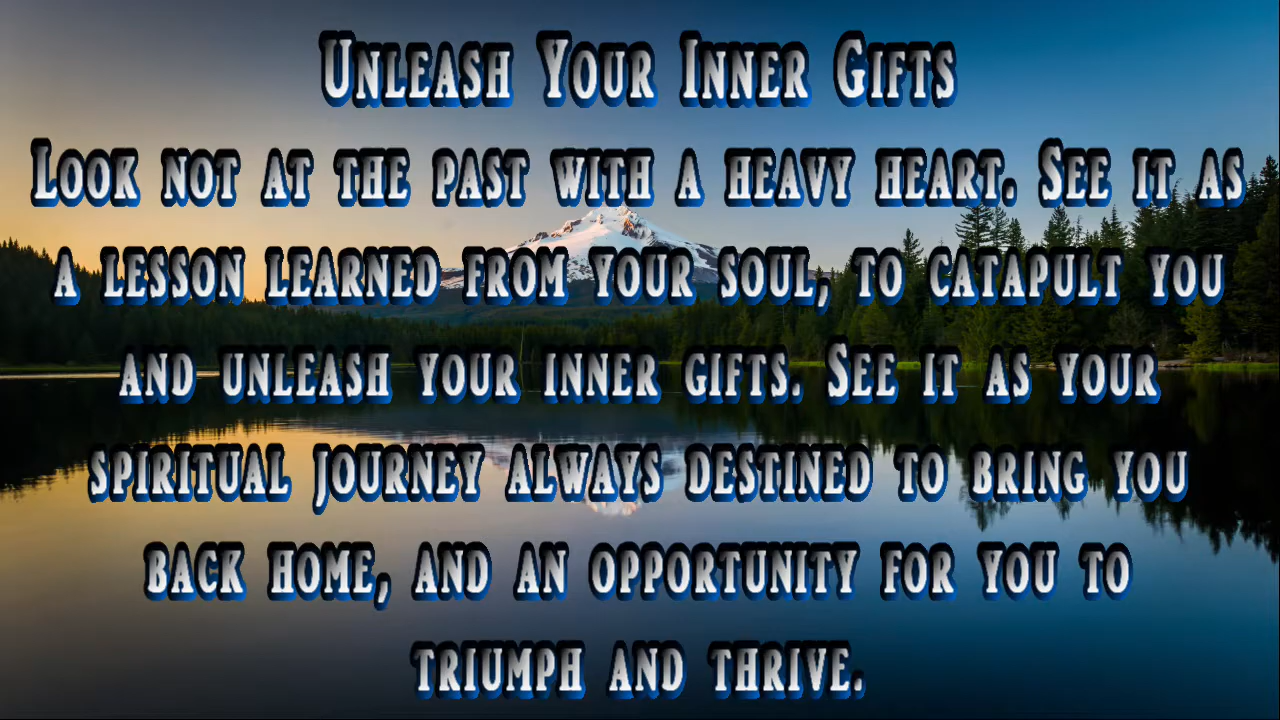 Unleash Your Inner Gifts
Look not at the past with a heavy heart. See it as
a lesson learned from your soul, to catapult you
and unleash your inner gifts. See it as your
spiritual journey always destined to bring you
back home, and an opportunity for you to
triumph and thrive.